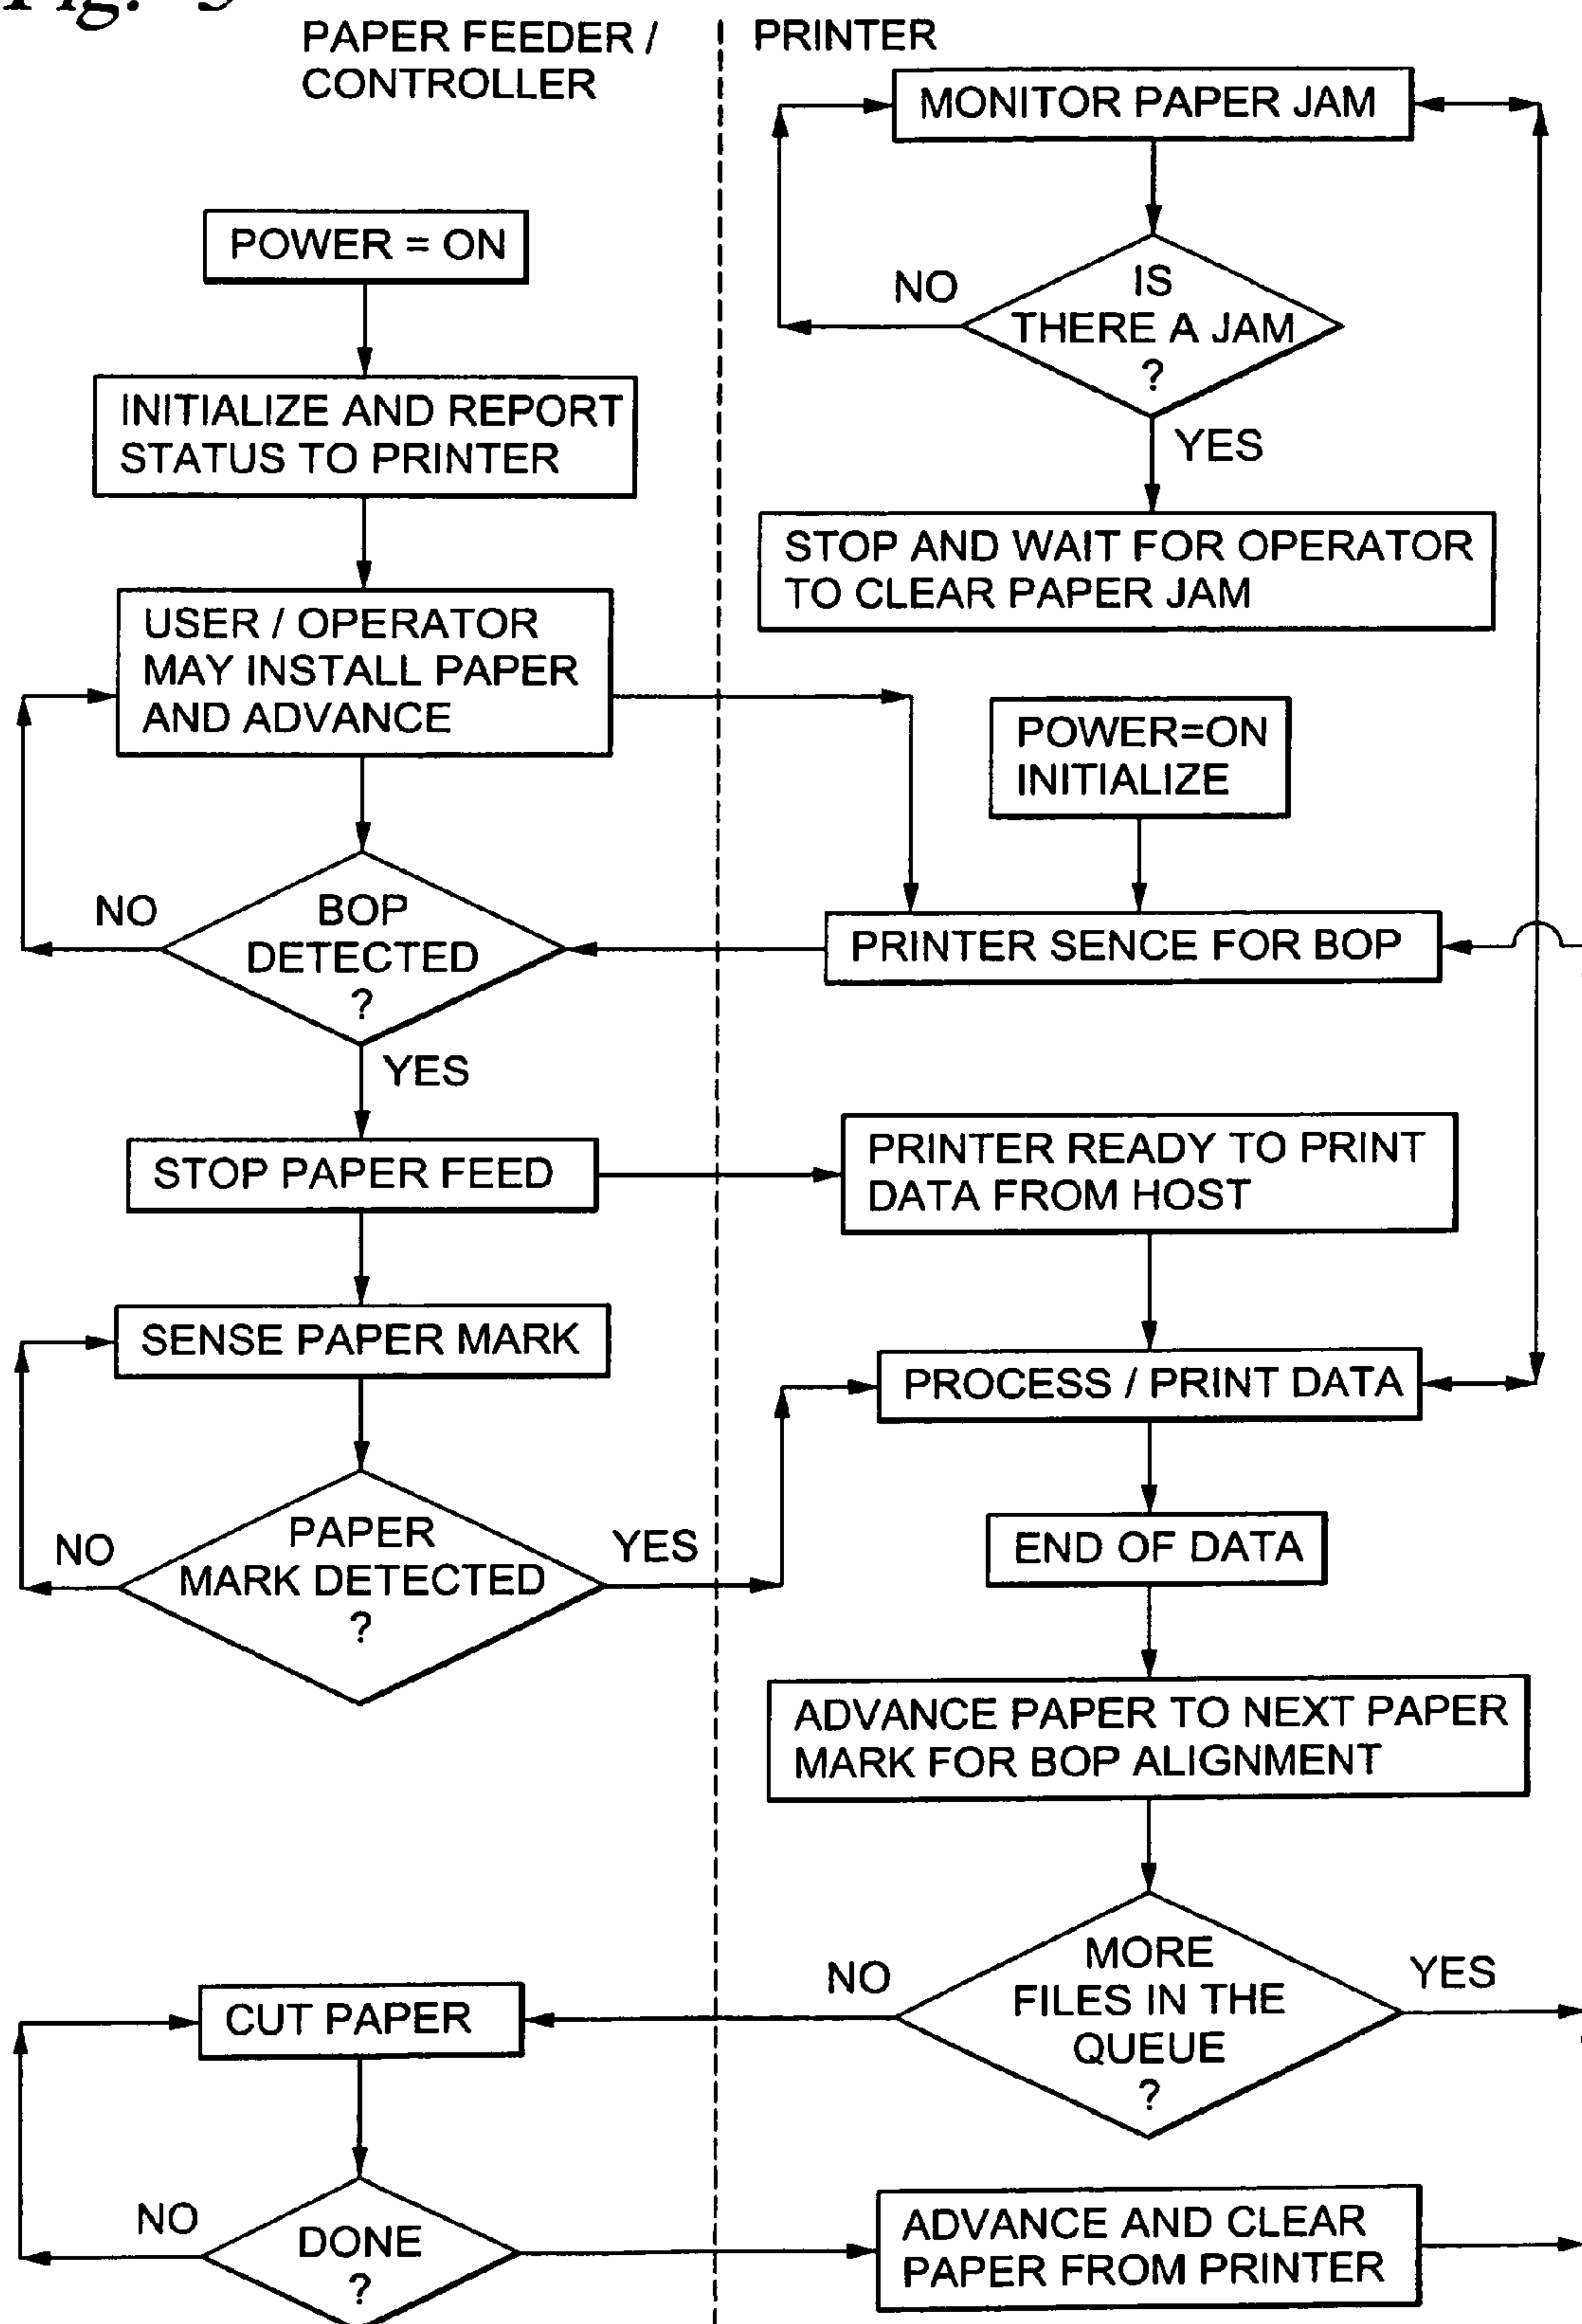 Fig.
PAPER FEEDER /
CONTROLLER
PRINTER
MONITOR PAPER JAM
POWER = ON
IS
THERE A JAM
?
NO
YES
INITIALIZE AND REPORT
STATUS TO PRINTER
STOP AND WAIT FOR OPERATOR
TO CLEAR PAPER JAM
USER / OPERATOR
MAY INSTALL PAPER
AND ADVANCE
POWER=ON
INITIALIZE
NO
BOP
DETECTED
?
PRINTER SENCE FOR BOP
YES
STOP PAPER FEED
PRINTER READY TO PRINT
DATA FROM HOST
SENSE PAPER MARK
PROCESS / PRINT DATA
NO
PAPER
MARK DETECTED
?
YES
END OF DATA
ADVANCE PAPER TO NEXT PAPER
MARK FOR BOP ALIGNMENT
CUT PAPER
NO
MORE
FILES IN THE
QUEUE
?
YES
NO
DONE
?
ADVANCE AND CLEAR
PAPER FROM PRINTER